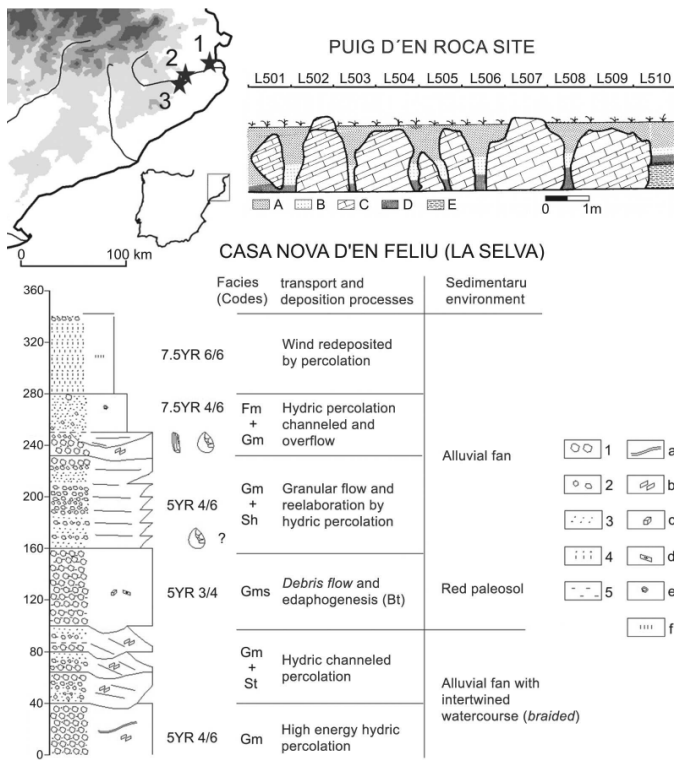 1
2
3
0 100 km
PUIG D´EN ROCA SITE
L501 L502 L503 L504 L505 L506 L507 L508 L509 L510
A B C D E
0 1m
CASA NOVA D'EN FELIU (LA SELVA)
Facies
(Codes)
transport and
deposition processes
Sedimentaru
environment
360
320
280
240
200
160
120
80
40
0
7.5YR 6/6
Wind redeposited
by percolation
7.5YR 4/6
Fm
+
Gm
Hydric percolation
channeled and
overflow
Alluvial fan
5YR 4/6
?
Gm
+
Sh
Granular flow and
reelaboration by
hydric percolation
5YR 3/4
Gms
Debris flow and
edaphogenesis (Bt)
Red paleosol
Gm
+
St
Hydric channeled
percolation
Alluvial fan with
intertwined
watercourse (braided)
5YR 4/6
Gm
High energy hydric
percolation
1 a
2 b
3 c
4 d
5 e
f